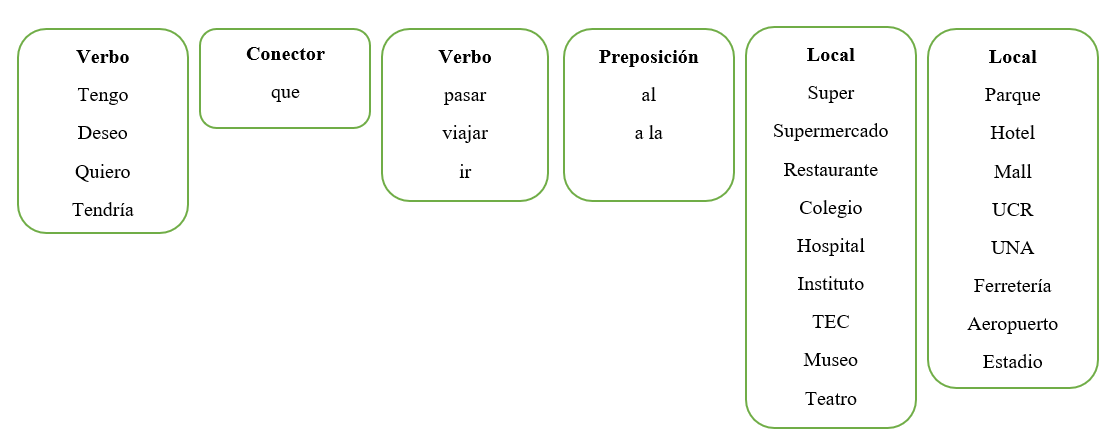 Verbo
Tengo
Deseo
Quiero
Tendría
Conector
que
Verbo
pasar
viajar
ir
Preposición
al
a la
Local
Super
Supermercado
Restaurante
Colegio
Hospital
Instituto
TEC
Museo
Teatro
Local
Parque
Hotel
Mall
UCR
UNA
Ferretería
Aeropuerto
Estadio